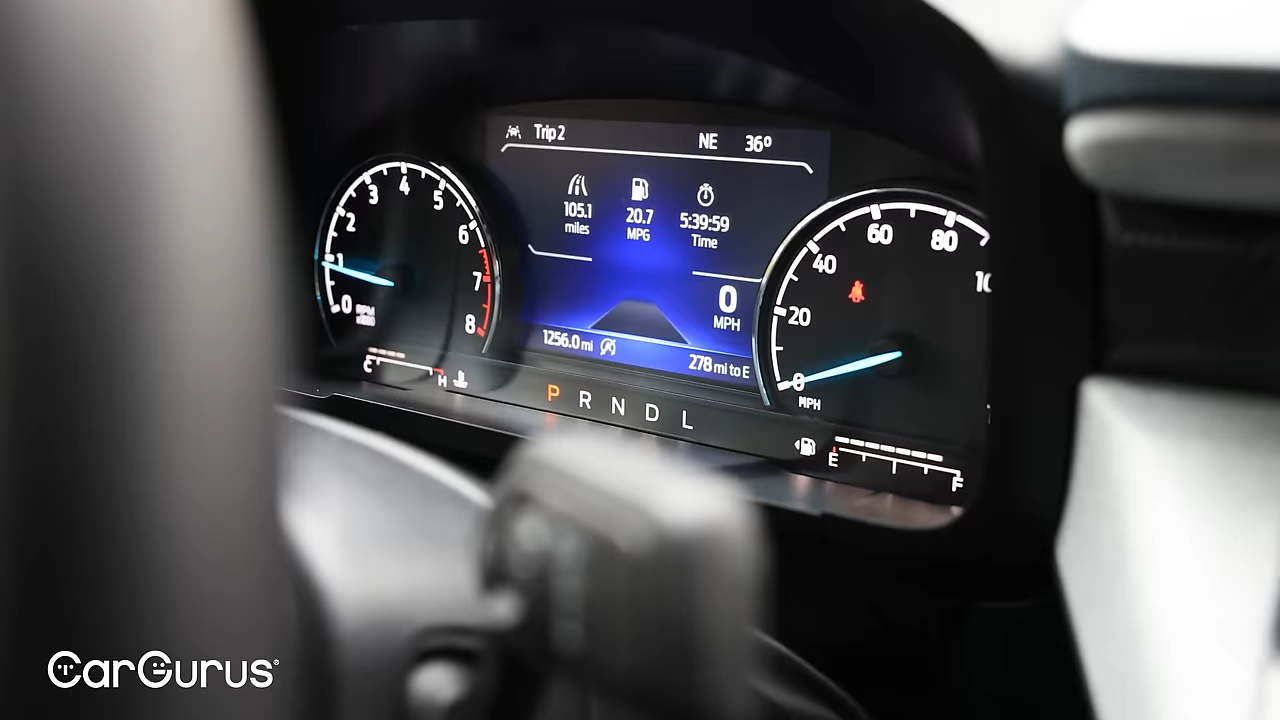 Trip 2 NE 36°
105.1 miles
20.7 MPG
5:39:59 Time
0 MPH
1256.0 mi
278 mi to E
0 1 2 3 4 5 6 7 8
RPM
x1000
C H
P R N D L
0 20 40 60 80
MPH
E F
CarGurus